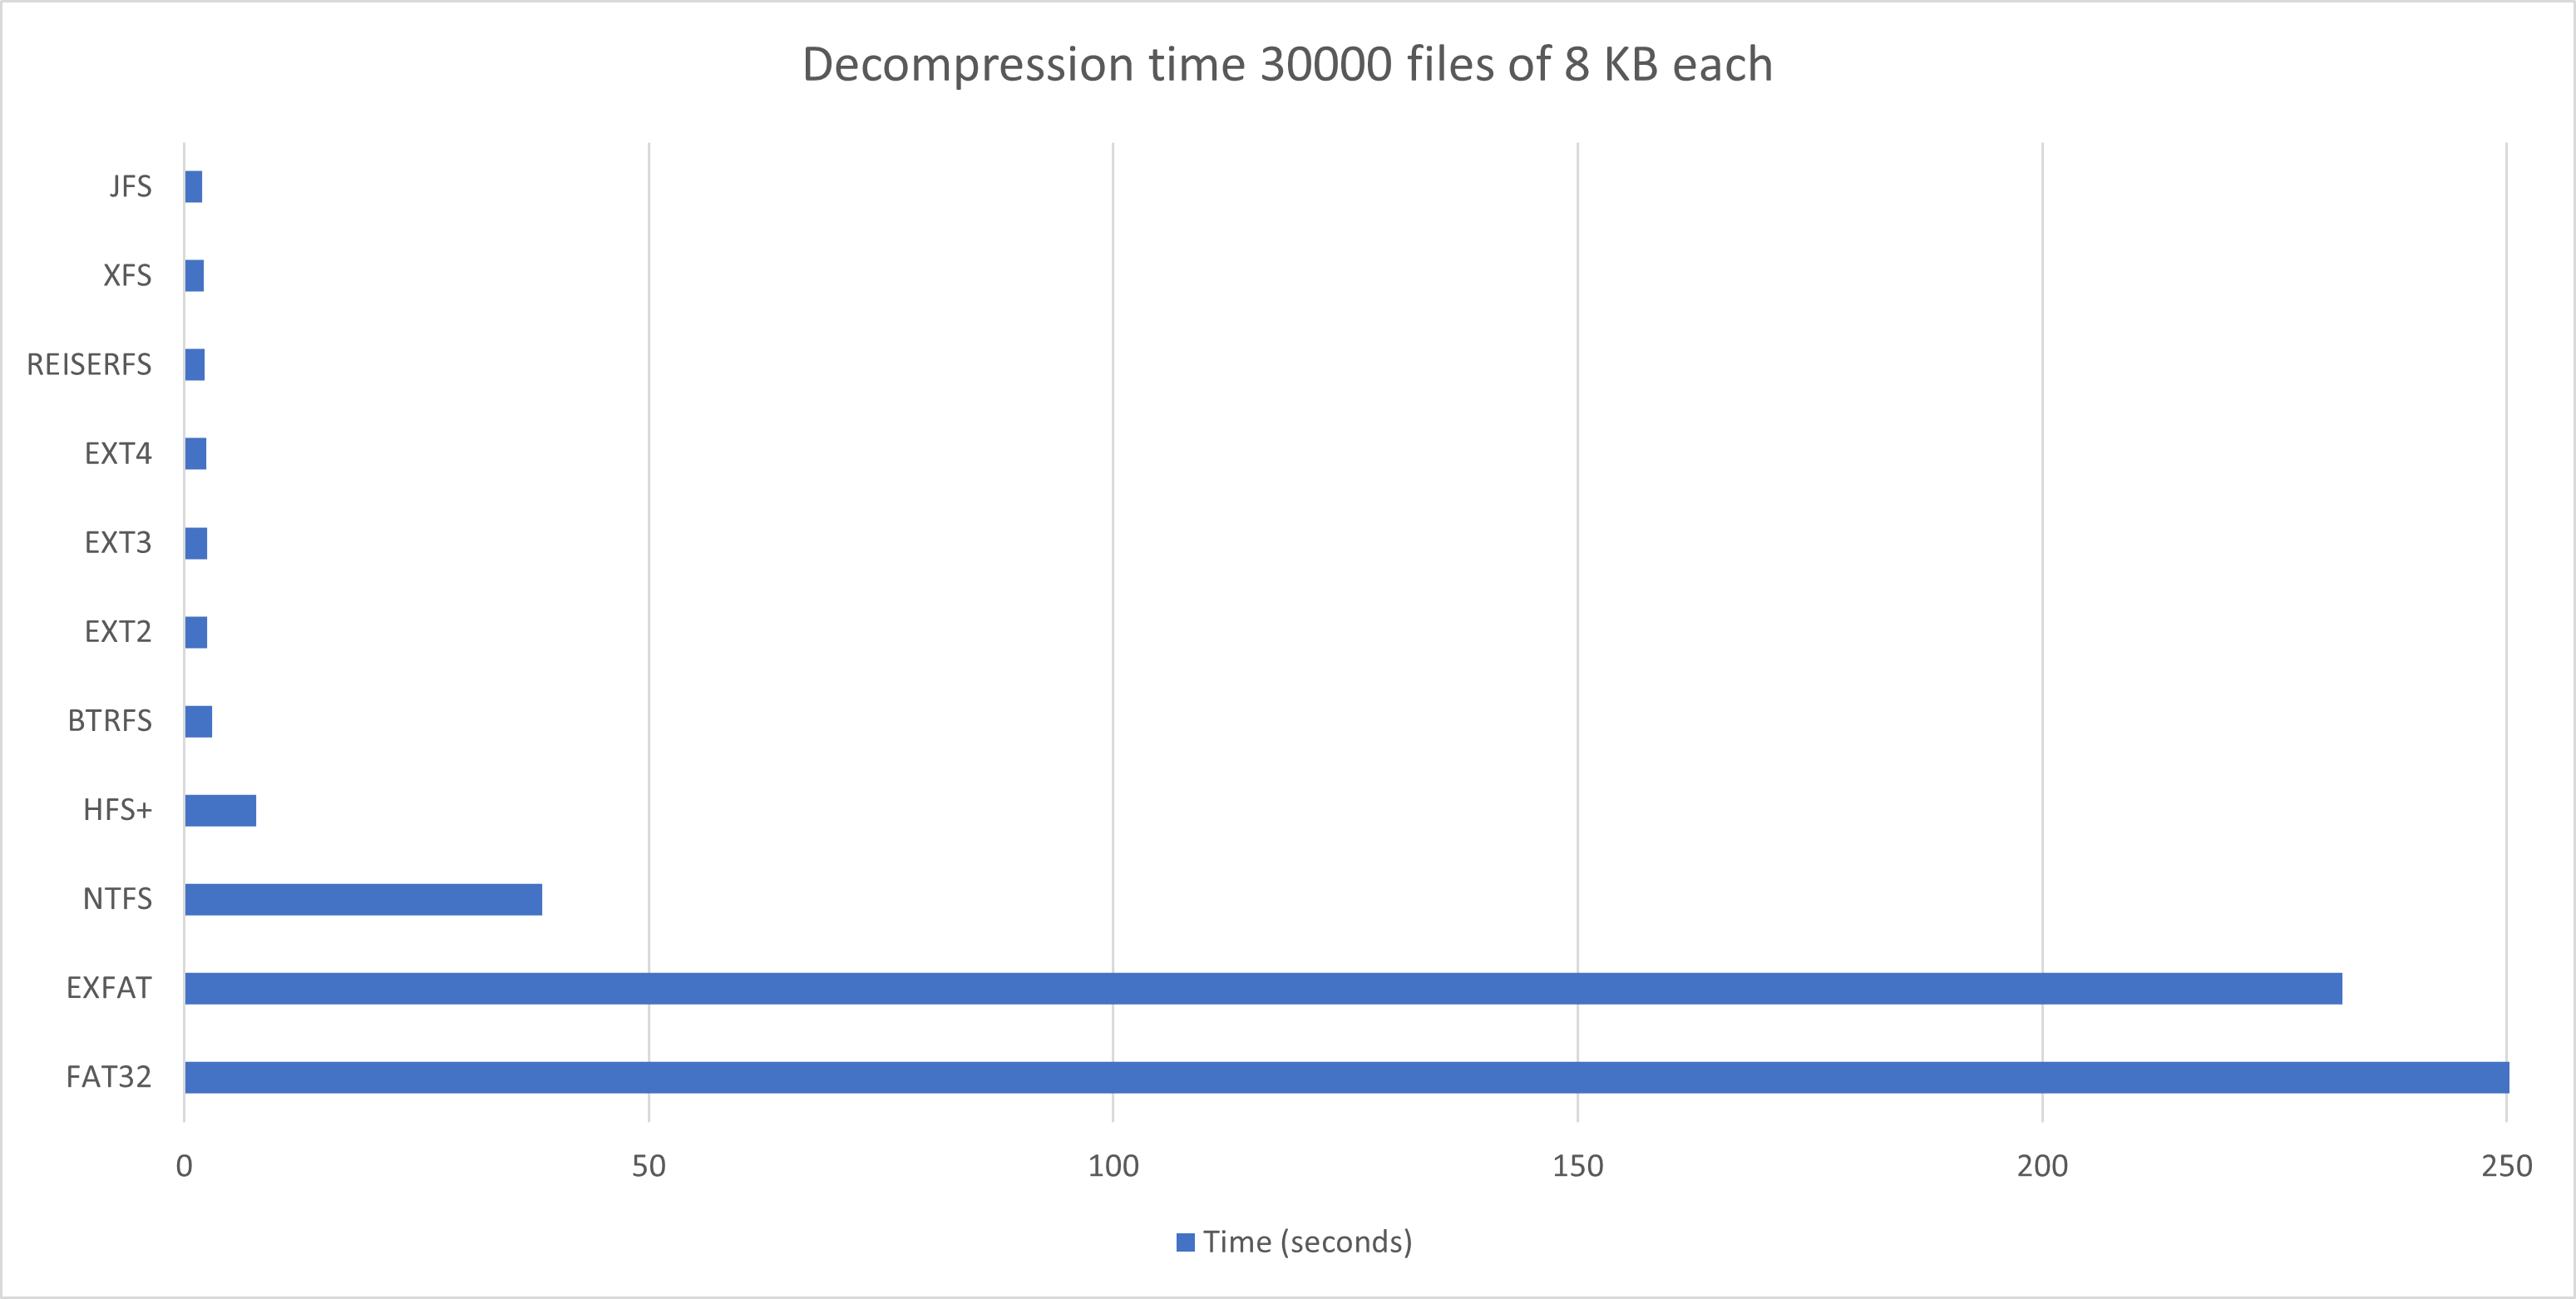 Decompression time 30000 files of 8 KB each
JFS
XFS
REISERFS
EXT4
EXT3
EXT2
BTRFS
HFS+
NTFS
EXFAT
FAT32
0 50 100 150 200 250
Time (seconds)